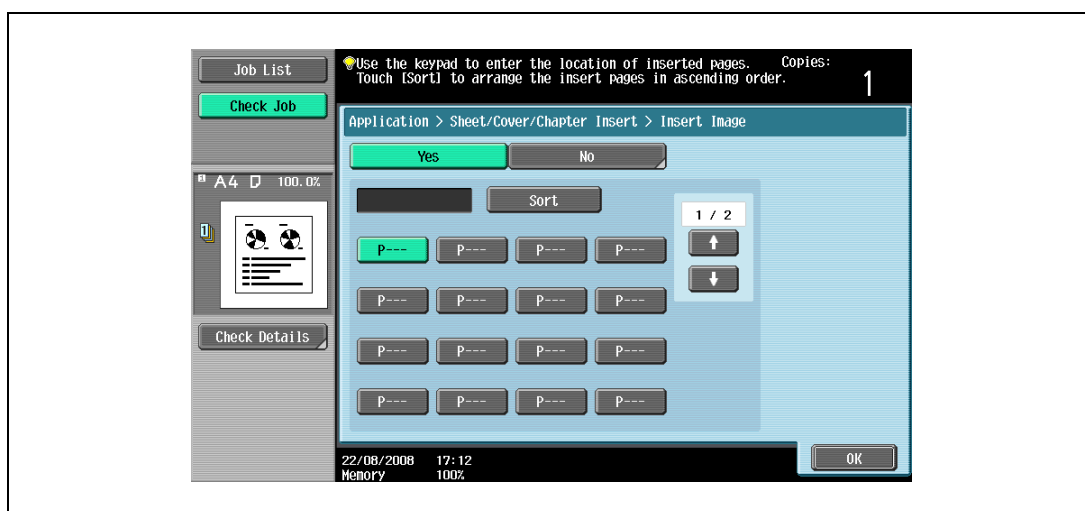 Job List
Check Job
Use the keypad to enter the location of inserted pages.
Touch [Sort] to arrange the insert pages in ascending order.
Copies:
1
Application > Sheet/Cover/Chapter Insert > Insert Image
Yes No
A4 100.0%
1
Sort
1 / 2
P--- P--- P--- P---
P--- P--- P--- P---
P--- P--- P--- P---
P--- P--- P--- P---
Check Details
22/08/2008 17:12
Memory 100%
OK